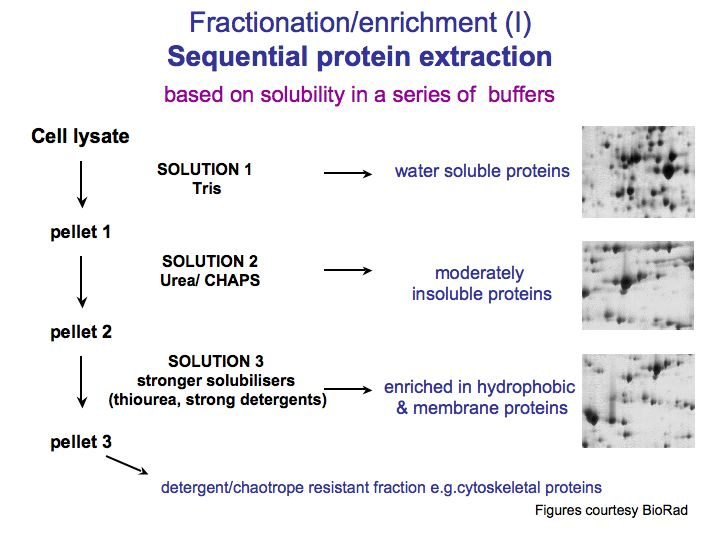 Fractionation/enrichment (I)
Sequential protein extraction
based on solubility in a series of buffers
Cell lysate
SOLUTION 1
Tris
water soluble proteins
pellet 1
SOLUTION 2
Urea/ CHAPS
moderately
insoluble proteins
pellet 2
SOLUTION 3
stronger solubilisers
(thiourea, strong detergents)
enriched in hydrophobic
& membrane proteins
pellet 3
detergent/chaotrope resistant fraction e.g.cytoskeletal proteins
Figures courtesy BioRad